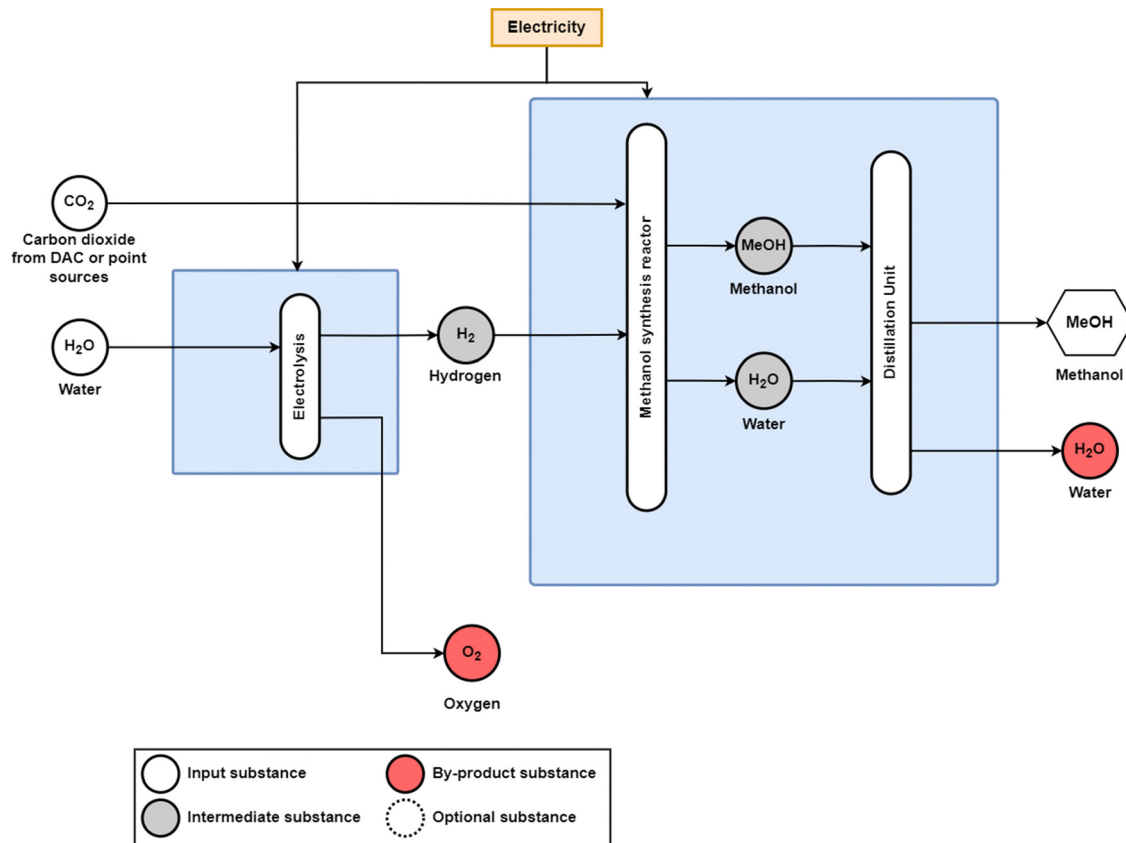 Electricity
CO₂
Carbon dioxide
from DAC or point
sources
H₂O
Water
Electrolysis
H₂
Hydrogen
O₂
Oxygen
Methanol synthesis reactor
MeOH
Methanol
H₂O
Water
Distillation Unit
MeOH
Methanol
H₂O
Water
Input substance
By-product substance
Intermediate substance
Optional substance